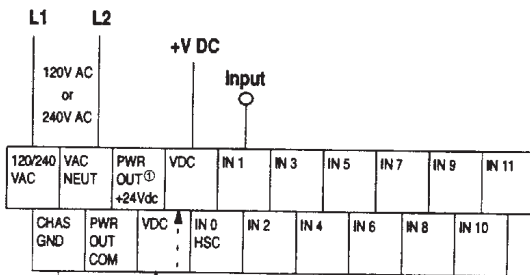 L1 L2
+V DC
120V AC
or
240V AC
Input
120/240 VAC PWR VDC IN 1 IN 3 IN 5 IN 7 IN 9 IN 11
VAC NEUT OUT①
+24Vdc
CHAS PWR VDC IN 0 IN 2 IN 4 IN 6 IN 8 IN 10
GND OUT HSC
COM